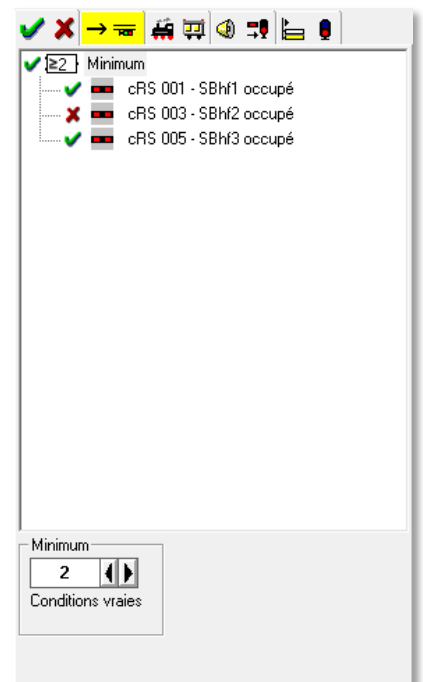 ≥2 Minimum
cRS 001 - SBhf1 occupé
cRS 003 - SBhf2 occupé
cRS 005 - SBhf3 occupé
Minimum
2
Conditions vraies